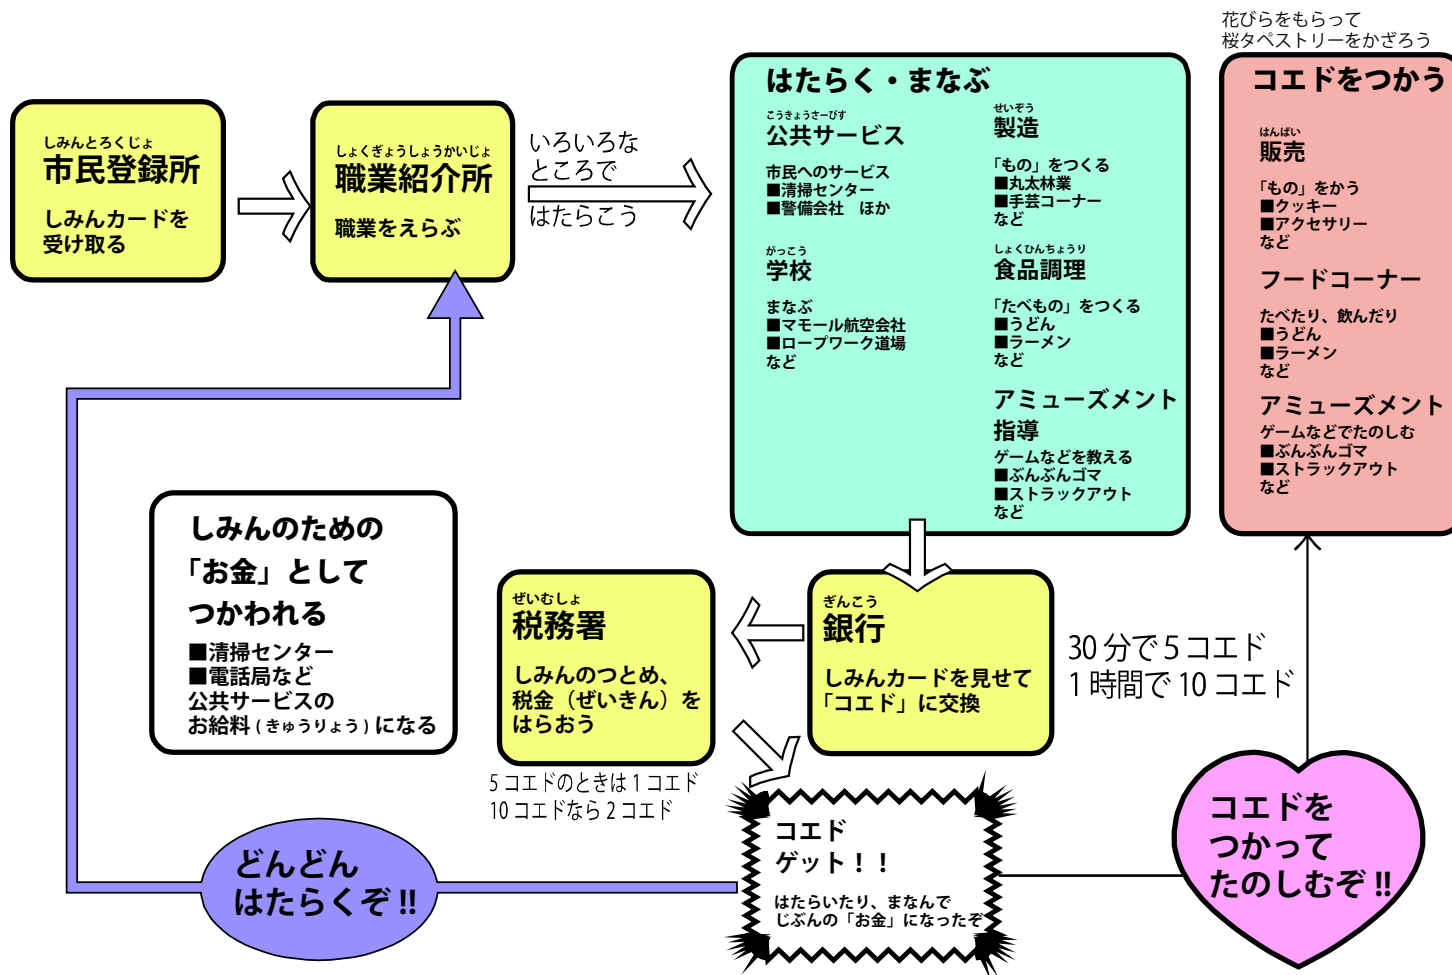 花びらをもらって
桜タペストリーをかざろう
しみんとろくじょ
市民登録所
しみんカードを
受け取る
しょくぎょうしょうかいじょ
職業紹介所
職業をえらぶ
いろいろな
ところで
はたらこう
はたらく・まなぶ
こうきょうさーびす
公共サービス
市民へのサービス
■清掃センター
■警備会社　ほか
がっこう
学校
まなぶ
■マモール航空会社
■ロープワーク道場
など
せいぞう
製造
「もの」をつくる
■丸太林業
■手芸コーナー
など
しょくひんちょうり
食品調理
「たべもの」をつくる
■うどん
■ラーメン
など
アミューズメント
指導
ゲームなどを教える
■ぶんぶんゴマ
■ストラックアウト
など
コエドをつかう
はんばい
販売
「もの」をかう
■クッキー
■アクセサリー
など
フードコーナー
たべたり、飲んだり
■うどん
■ラーメン
など
アミューズメント
ゲームなどでたのしむ
■ぶんぶんゴマ
■ストラックアウト
など
しみんのための
「お金」として
つかわれる
■清掃センター
■電話局など
公共サービスの
お給料(きゅうりょう)になる
ぜいむしょ
税務署
しみんのつとめ、
税金（ぜいきん）を
はらおう
5コエドのときは1コエド
10コエドなら2コエド
ぎんこう
銀行
しみんカードを見せて
「コエド」に交換
30分で5コエド
1時間で10コエド
コエド
ゲット！！
はたらいたり、まなんで
じぶんの「お金」になったぞ
どんどん
はたらくぞ!!
コエドを
つかって
たのしむぞ!!